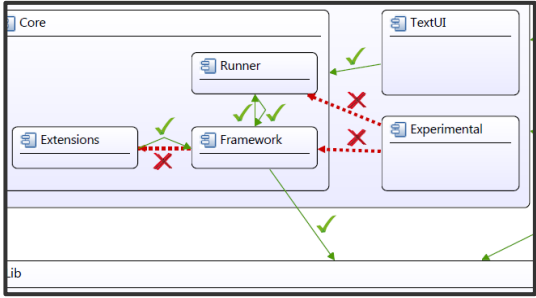 Core
TextUI
Runner
Extensions
Framework
Experimental
Lib